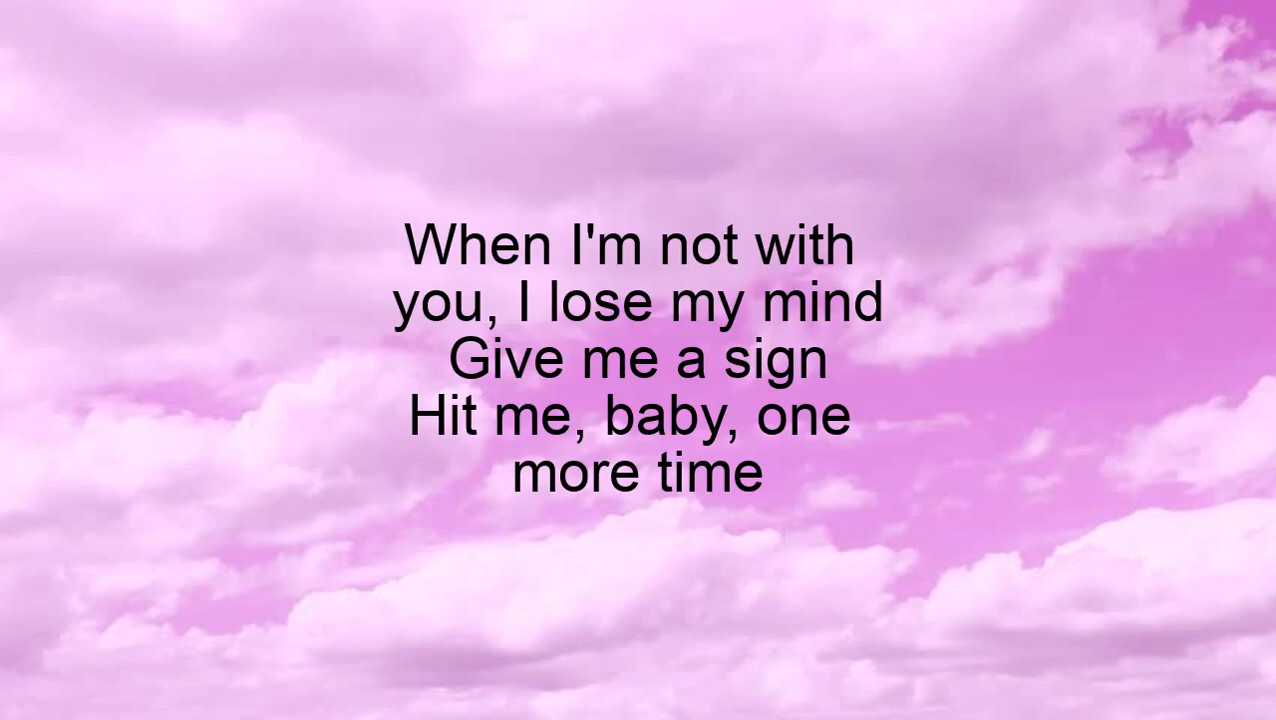 When I'm not with
you, I lose my mind
Give me a sign
Hit me, baby, one
more time